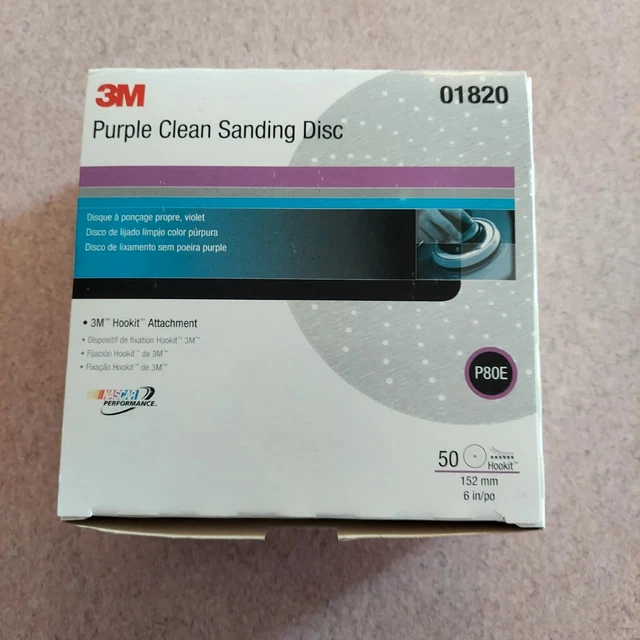 3M
01820
Purple Clean Sanding Disc
Disque à ponçage propre, violet
Disco de lijado limpio color púrpura
Disco de lixamento sem poeira purple
• 3M™ Hookit™ Attachment
• Dispositif de fixation Hookit™ 3M™
• Fijación Hookit™ de 3M™
• Fixação Hookit™ de 3M™
P80E
NASCAR
PERFORMANCE.
50
Hookit™
152 mm
6 in/po